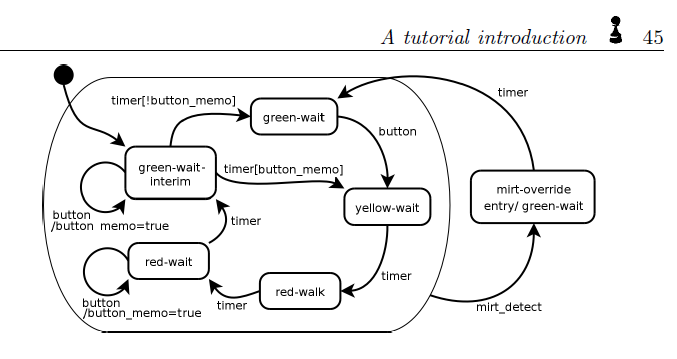 A tutorial introduction 45
timer
timer[!button_memo]
green-wait
button
green-wait-
interim
timer[button_memo]
mirt-override
entry/ green-wait
yellow-wait
button
/button memo=true
timer
red-wait
timer
red-walk
button
/button_memo=true
timer
mirt_detect